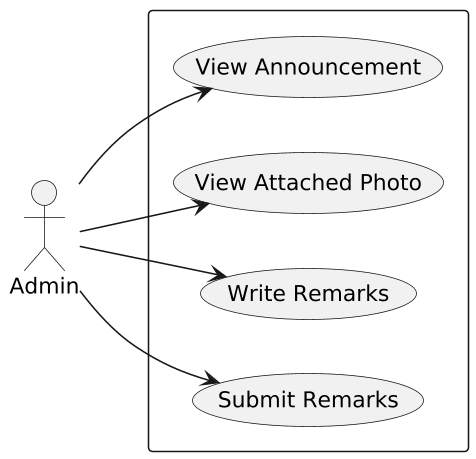 View Announcement
View Attached Photo
Admin
Write Remarks
Submit Remarks